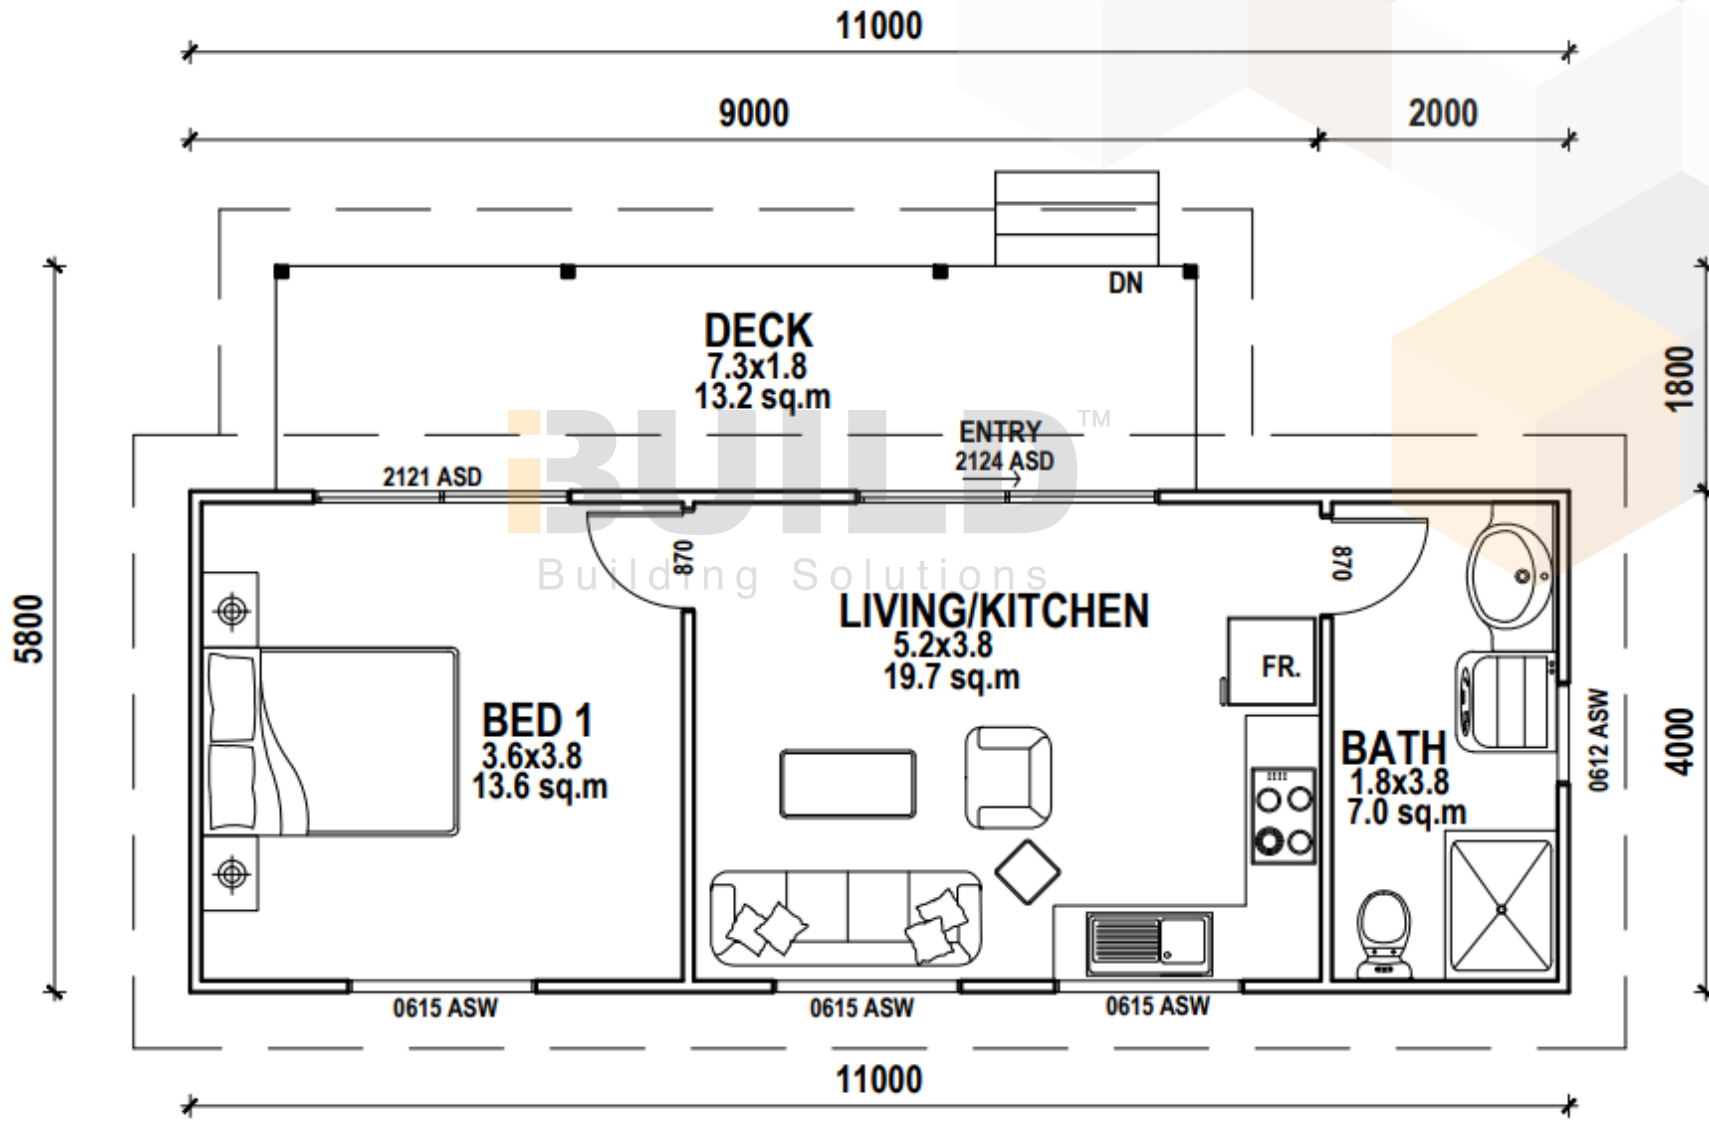 11000
9000
2000
DN
DECK
7.3x1.8
13.2 sq.m
1800
iBUILD™
Building Solutions
ENTRY
2124 ASD
2121 ASD
870
870
5800
LIVING/KITCHEN
5.2x3.8
19.7 sq.m
FR.
BED 1
3.6x3.8
13.6 sq.m
BATH
1.8x3.8
7.0 sq.m
0612 ASW
4000
0615 ASW
0615 ASW
0615 ASW
11000